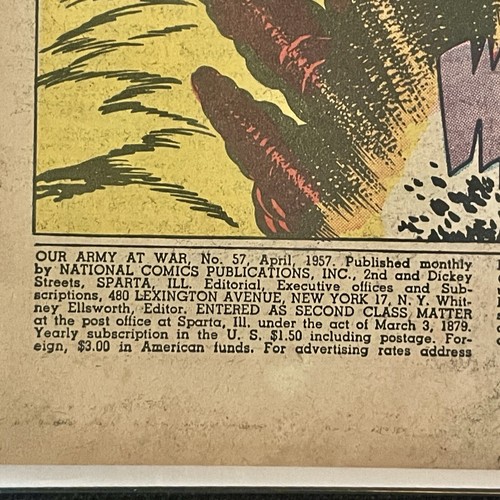 OUR ARMY AT WAR, No. 57, April, 1957. Published monthly
by NATIONAL COMICS PUBLICATIONS, INC., 2nd and Dickey
Streets, SPARTA, ILL. Editorial, Executive offices and Sub-
scriptions, 480 LEXINGTON AVENUE, NEW YORK 17, N. Y. Whit-
ney Ellsworth, Editor. ENTERED AS SECOND CLASS MATTER
at the post office at Sparta, Ill. under the act of March 3, 1879.
Yearly subscription in the U. S. $1.50 including postage. For-
eign, $3.00 in American funds. For advertising rates address